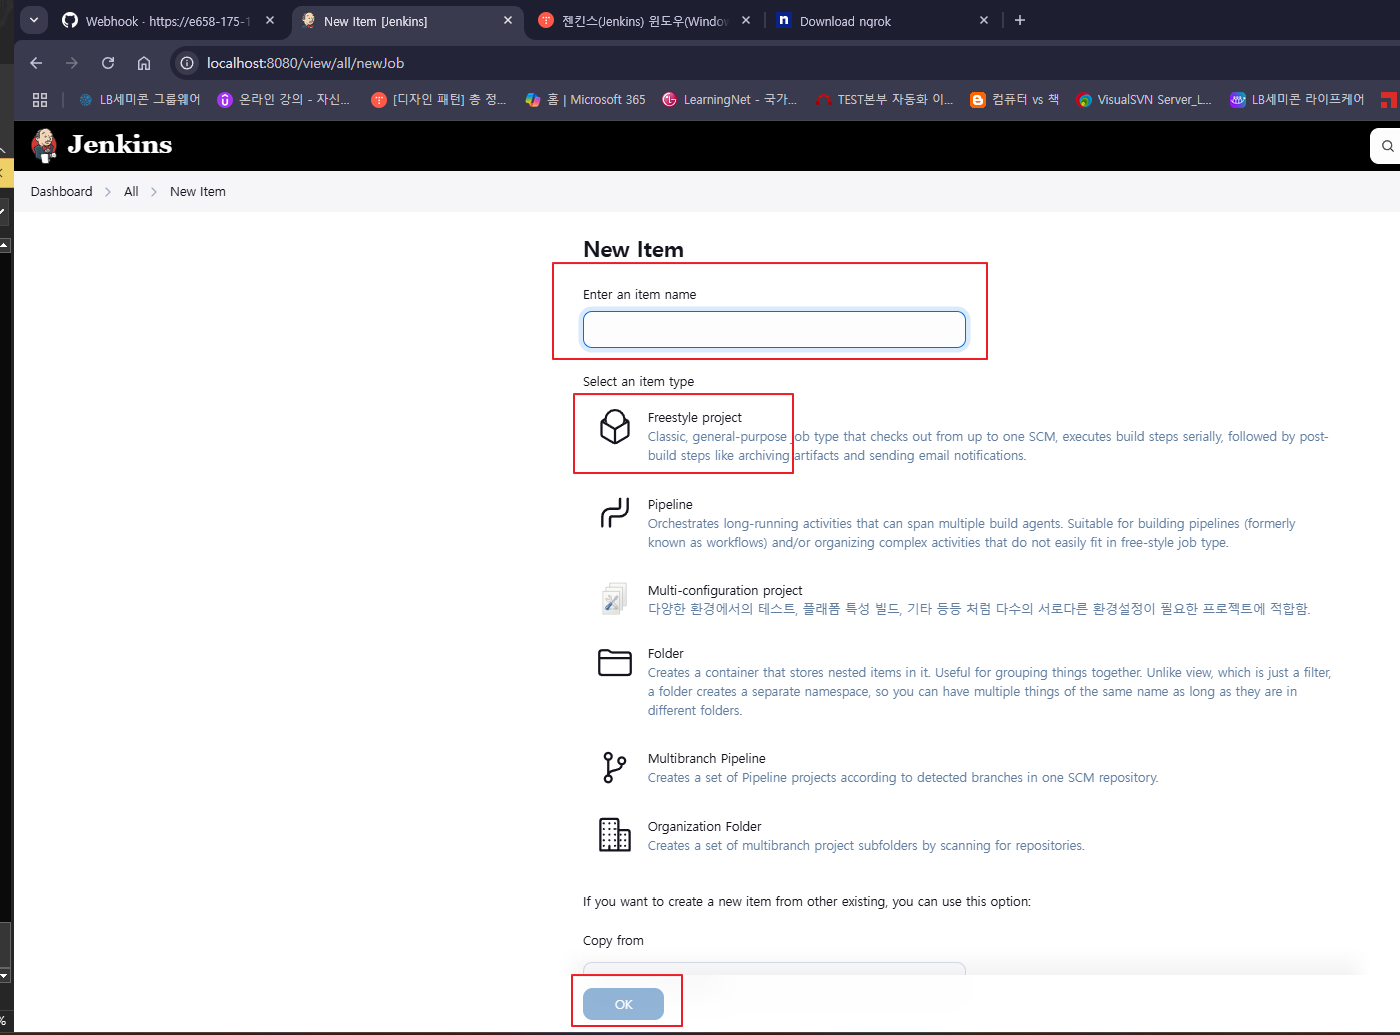 Webhook · https://e658-175-1
New Item [Jenkins]
젠킨스(Jenkins) 윈도우(Window
Download ngrok
localhost:8080/view/all/newJob
LB세미콘 그룹웨어
온라인 강의 - 자신...
[디자인 패턴] 총 정...
홈 | Microsoft 365
LearningNet - 국가...
TEST본부 자동화 이...
컴퓨터 vs 책
VisualSVN Server_L...
LB세미콘 라이프케어
Jenkins
Dashboard
All
New Item
New Item
Enter an item name
Select an item type
Freestyle project
Classic, general-purpose job type that checks out from up to one SCM, executes build steps serially, followed by post-
build steps like archiving artifacts and sending email notifications.
Pipeline
Orchestrates long-running activities that can span multiple build agents. Suitable for building pipelines (formerly
known as workflows) and/or organizing complex activities that do not easily fit in free-style job type.
Multi-configuration project
다양한 환경에서의 테스트, 플래폼 특성 빌드, 기타 등등 처럼 다수의 서로다른 환경설정이 필요한 프로젝트에 적합함.
Folder
Creates a container that stores nested items in it. Useful for grouping things together. Unlike view, which is just a filter,
a folder creates a separate namespace, so you can have multiple things of the same name as long as they are in
different folders.
Multibranch Pipeline
Creates a set of Pipeline projects according to detected branches in one SCM repository.
Organization Folder
Creates a set of multibranch project subfolders by scanning for repositories.
If you want to create a new item from other existing, you can use this option:
Copy from
OK
%